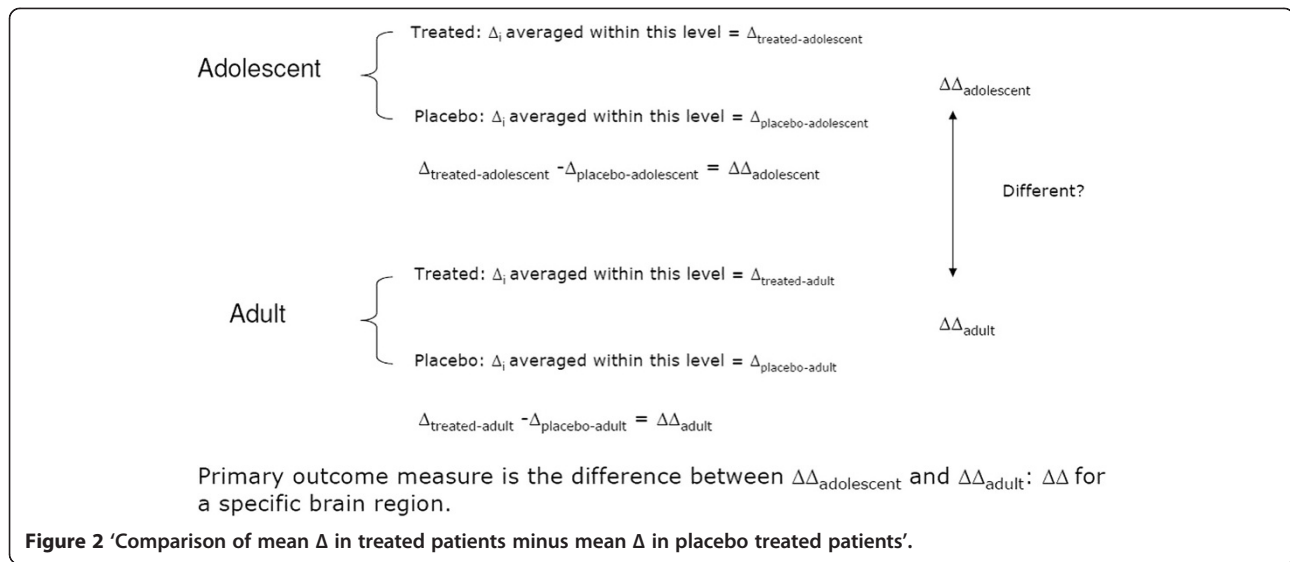 Treated: Δi averaged within this level = Δtreated-adolescent
Adolescent
ΔΔadolescent
Placebo: Δi averaged within this level = Δplacebo-adolescent
Δtreated-adolescent -Δplacebo-adolescent = ΔΔadolescent
Different?
Treated: Δi averaged within this level = Δtreated-adult
Adult
ΔΔadult
Placebo: Δi averaged within this level = Δplacebo-adult
Δtreated-adult -Δplacebo-adult = ΔΔadult
Primary outcome measure is the difference between ΔΔadolescent and ΔΔadult: ΔΔ for
a specific brain region.
Figure 2 ‘Comparison of mean Δ in treated patients minus mean Δ in placebo treated patients’.